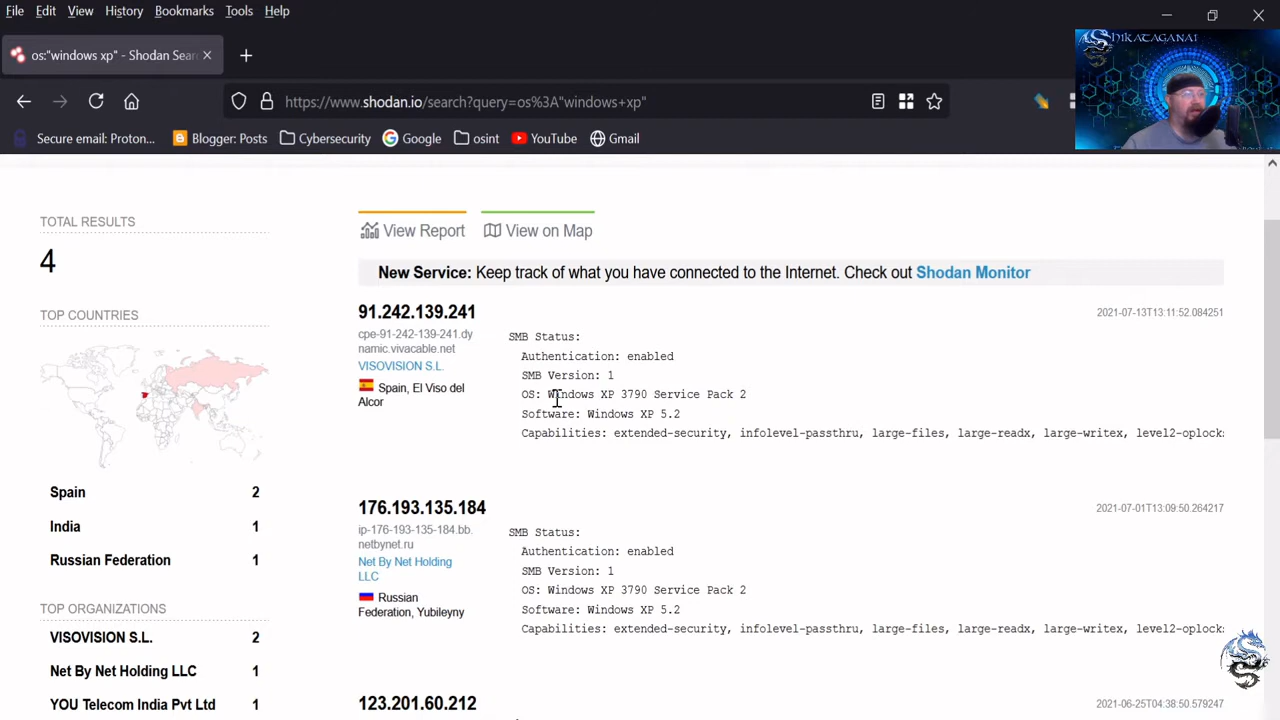 File Edit View History Bookmarks Tools Help
os:"windows xp" - Shodan Sear
https://www.shodan.io/search?query=os%3A"windows+xp"
Secure email: Proton... Blogger: Posts Cybersecurity Google osint YouTube Gmail
SHIKATAGANAI
TOTAL RESULTS
4
TOP COUNTRIES
Spain 2
India 1
Russian Federation 1
TOP ORGANIZATIONS
VISOVISION S.L. 2
Net By Net Holding LLC 1
YOU Telecom India Pvt Ltd 1
View Report View on Map
New Service: Keep track of what you have connected to the Internet. Check out Shodan Monitor
91.242.139.241
cpe-91-242-139-241.dy
namic.vivacable.net
VISOVISION S.L.
Spain, El Viso del
Alcor
2021-07-13T13:11:52.084251
SMB Status:
Authentication: enabled
SMB Version: 1
OS: Windows XP 3790 Service Pack 2
Software: Windows XP 5.2
Capabilities: extended-security, infolevel-passthru, large-files, large-readx, large-writex, level2-oplock
176.193.135.184
ip-176-193-135-184.bb.
netbynet.ru
Net By Net Holding
LLC
Russian
Federation, Yubileyny
2021-07-01T13:09:50.264217
SMB Status:
Authentication: enabled
SMB Version: 1
OS: Windows XP 3790 Service Pack 2
Software: Windows XP 5.2
Capabilities: extended-security, infolevel-passthru, large-files, large-readx, large-writex, level2-oplock
123.201.60.212
2021-06-25T04:38:50.579247